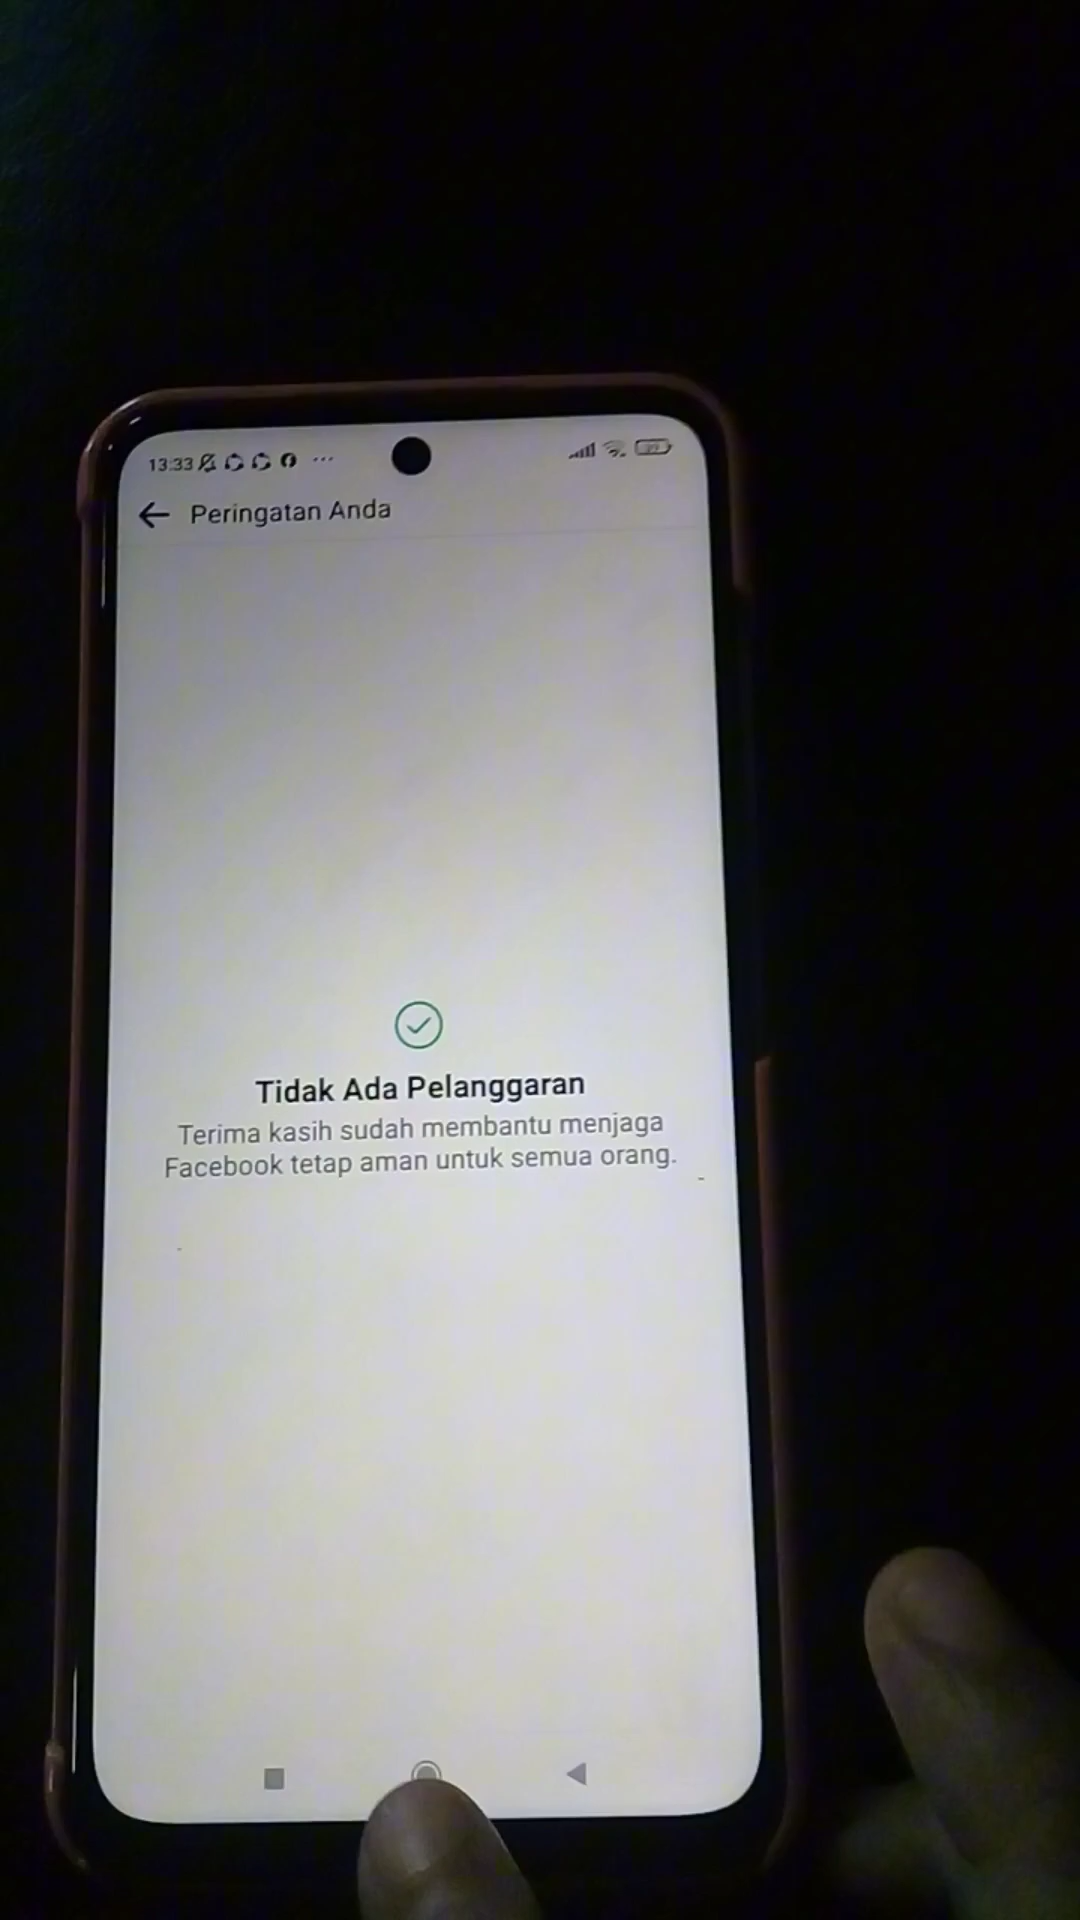 13:33
Peringatan Anda
Tidak Ada Pelanggaran
Terima kasih sudah membantu menjaga
Facebook tetap aman untuk semua orang.